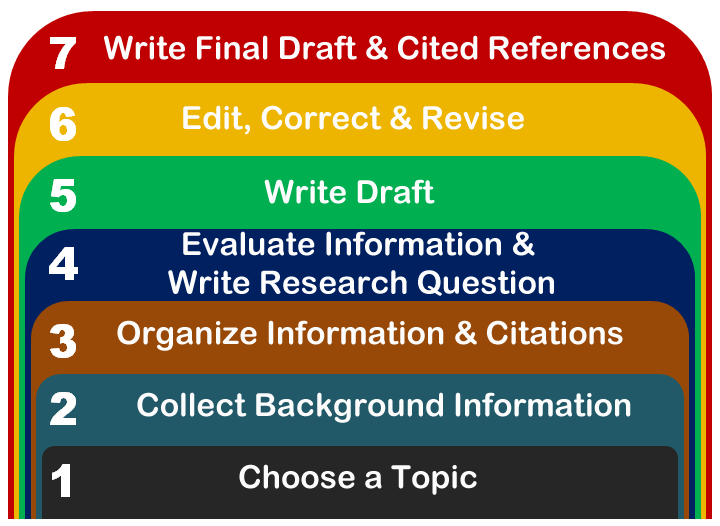 7 Write Final Draft & Cited References
6 Edit, Correct & Revise
5 Write Draft
4 Evaluate Information &
Write Research Question
3 Organize Information & Citations
2 Collect Background Information
1 Choose a Topic